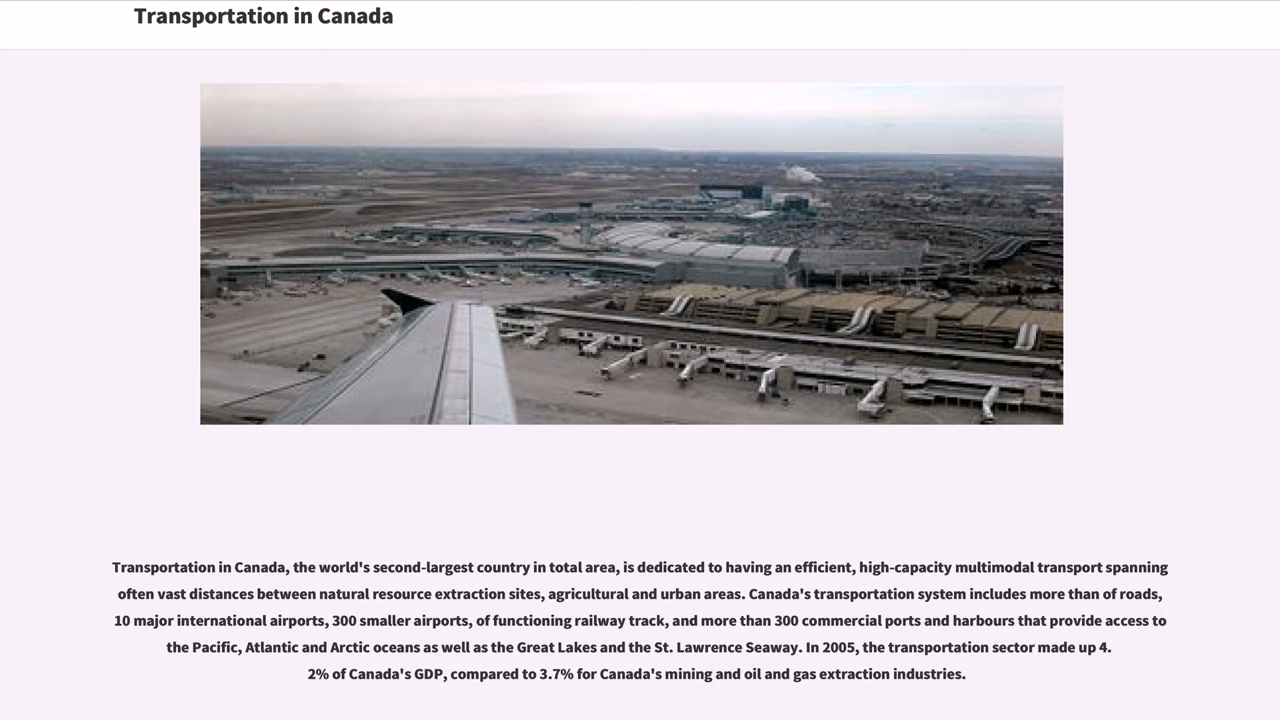 Transportation in Canada
Transportation in Canada, the world's second-largest country in total area, is dedicated to having an efficient, high-capacity multimodal transport spanning
often vast distances between natural resource extraction sites, agricultural and urban areas. Canada's transportation system includes more than of roads,
10 major international airports, 300 smaller airports, of functioning railway track, and more than 300 commercial ports and harbours that provide access to
the Pacific, Atlantic and Arctic oceans as well as the Great Lakes and the St. Lawrence Seaway. In 2005, the transportation sector made up 4.
2% of Canada's GDP, compared to 3.7% for Canada's mining and oil and gas extraction industries.